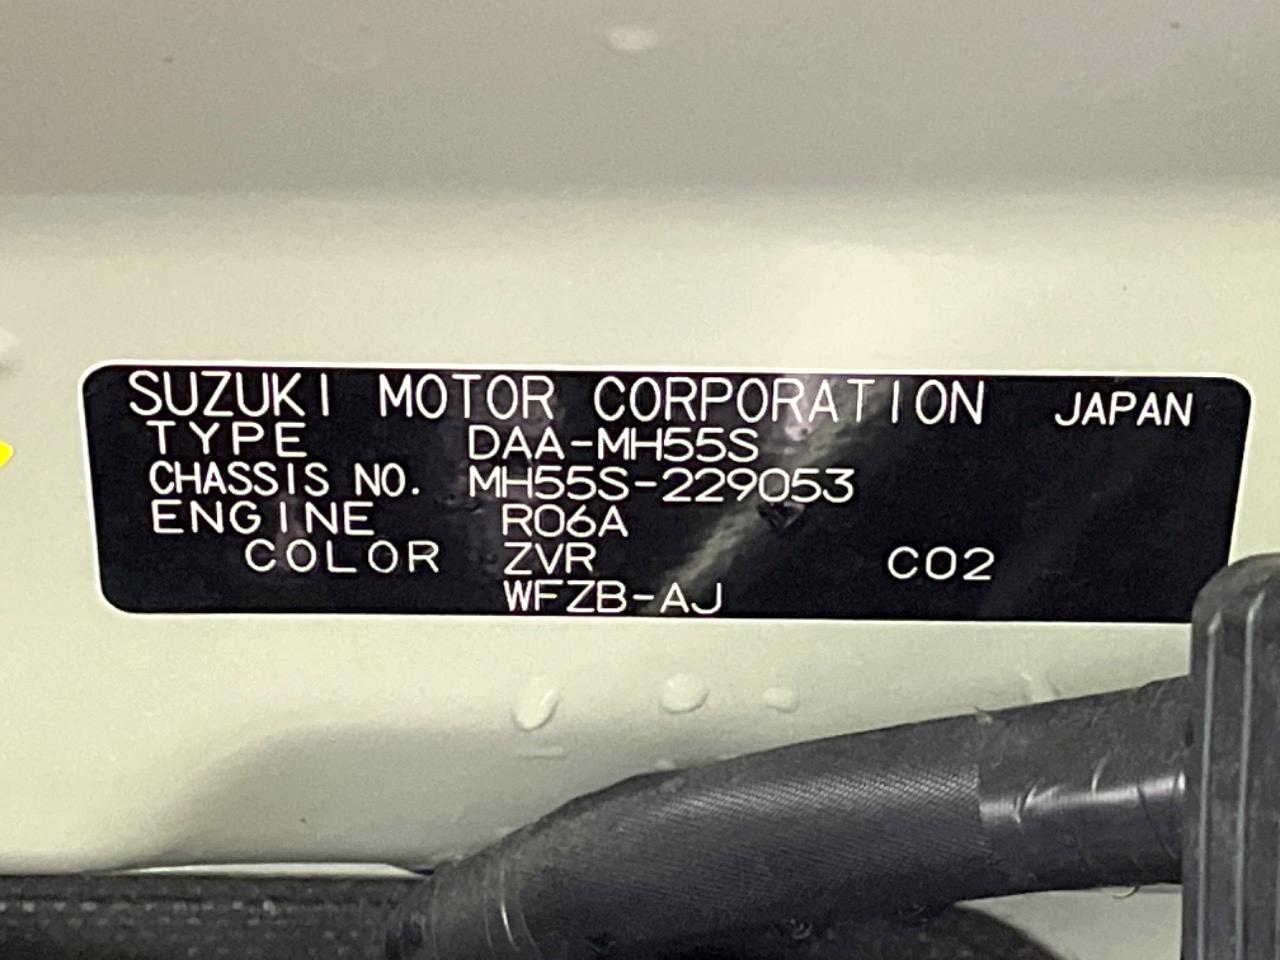 SUZUKI MOTOR CORPORATION JAPAN
TYPE DAA-MH55S
CHASSIS NO. MH55S-229053
ENGINE R06A
COLOR ZVR C02
WFZB-AJ